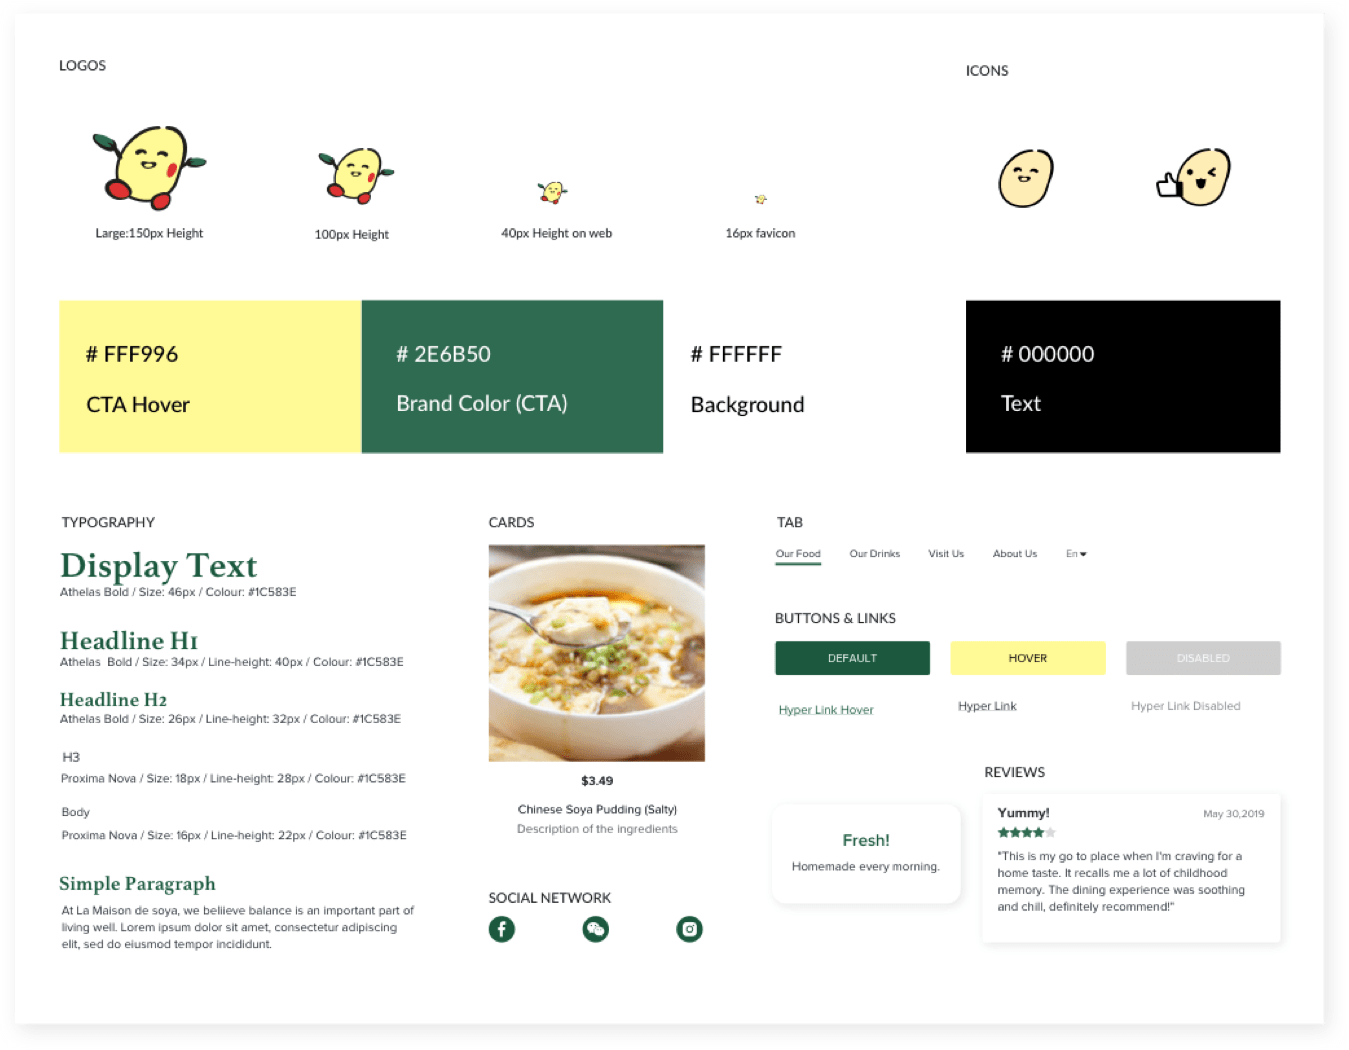 LOGOS
Large:150px Height
100px Height
40px Height on web
16px favicon
ICONS
# FFF996
CTA Hover
# 2E6B50
Brand Color (CTA)
# FFFFFF
Background
# 000000
Text
TYPOGRAPHY
Display Text
Athelas Bold / Size: 46px / Colour: #1C583E
Headline H1
Athelas  Bold / Size: 34px / Line-height: 40px / Colour: #1C583E
Headline H2
Athelas Bold / Size: 26px / Line-height: 32px / Colour: #1C583E
H3
Proxima Nova / Size: 18px / Line-height: 28px / Colour: #1C583E
Body
Proxima Nova / Size: 16px / Line-height: 22px / Colour: #1C583E
Simple Paragraph
At La Maison de soya, we beliieve balance is an important part of
living well. Lorem ipsum dolor sit amet, consectetur adipiscing
elit, sed do eiusmod tempor incididunt.
CARDS
$3.49
Chinese Soya Pudding (Salty)
Description of the ingredients
SOCIAL NETWORK
TAB
Our Food
Our Drinks
Visit Us
About Us
En
BUTTONS & LINKS
DEFAULT
HOVER
DISABLED
Hyper Link Hover
Hyper Link
Hyper Link Disabled
Fresh!
Homemade every morning.
REVIEWS
Yummy!
May 30,2019
"This is my go to place when I'm craving for a
home taste. It recalls me a lot of childhood
memory. The dining experience was soothing
and chill, definitely recommend!"